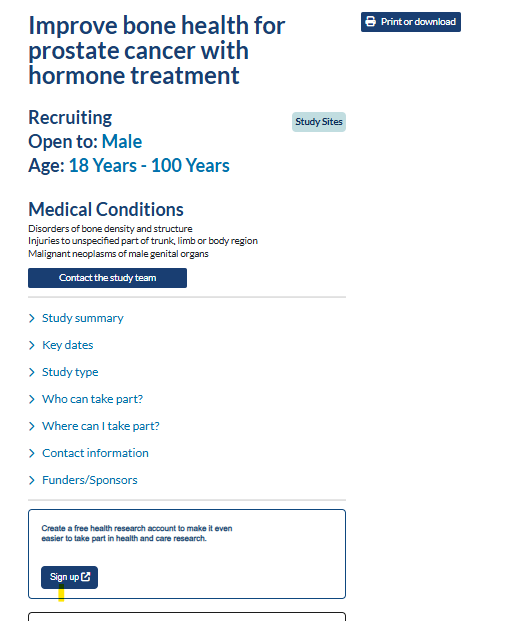 Improve bone health for
prostate cancer with
hormone treatment
Print or download
Recruiting
Study Sites
Open to: Male
Age: 18 Years - 100 Years
Medical Conditions
Disorders of bone density and structure
Injuries to unspecified part of trunk, limb or body region
Malignant neoplasms of male genital organs
Contact the study team
Study summary
Key dates
Study type
Who can take part?
Where can I take part?
Contact information
Funders/Sponsors
Create a free health research account to make it even
easier to take part in health and care research.
Sign up